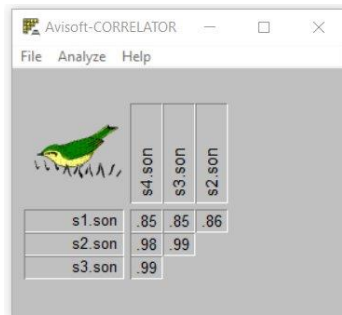 Avisoft-CORRELATOR
File Analyze Help
s4.son s3.son s2.son
s1.son .85 .85 .86
s2.son .98 .99
s3.son .99